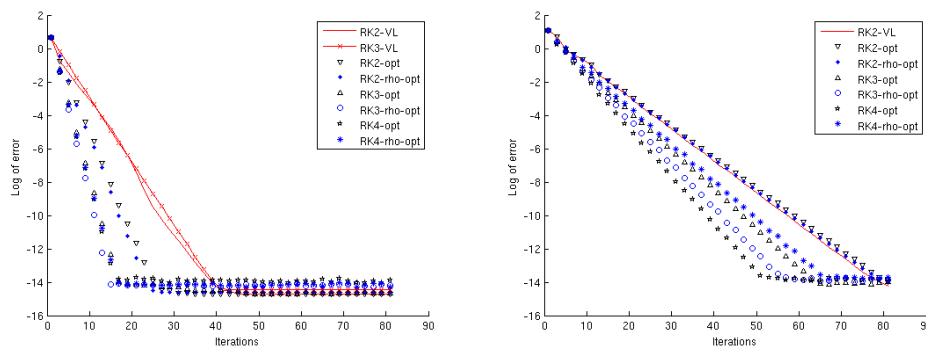 2
0
−2
−4
−6
−8
−10
−12
−14
−16
Log of error
0 10 20 30 40 50 60 70 80 90
Iterations
RK2-VL
RK3-VL
RK2-opt
RK2-rho-opt
RK3-opt
RK3-rho-opt
RK4-opt
RK4-rho-opt
2
0
−2
−4
−6
−8
−10
−12
−14
−16
Log of error
0 10 20 30 40 50 60 70 80 90
Iterations
RK2-VL
RK2-opt
RK2-rho-opt
RK3-opt
RK3-rho-opt
RK4-opt
RK4-rho-opt